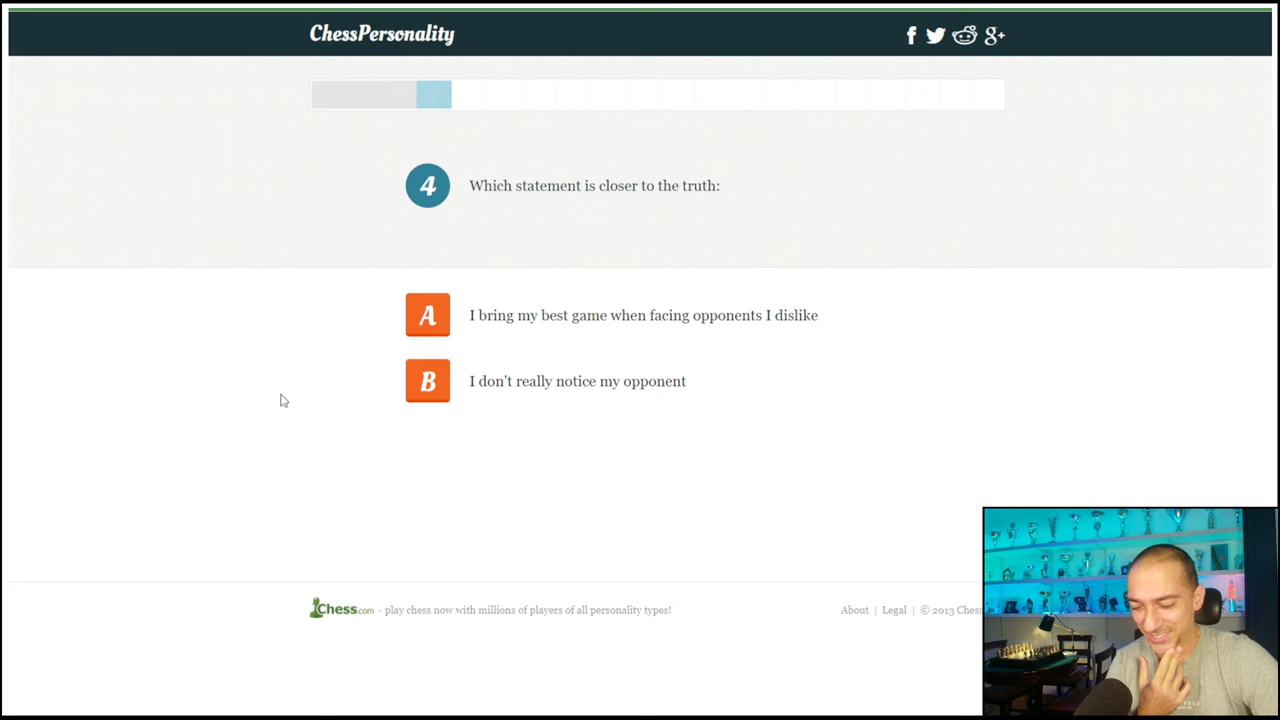 ChessPersonality
4 Which statement is closer to the truth:
A I bring my best game when facing opponents I dislike
B I don't really notice my opponent
Chess.com - play chess now with millions of players of all personality types!
About | Legal | © 2013 Chess